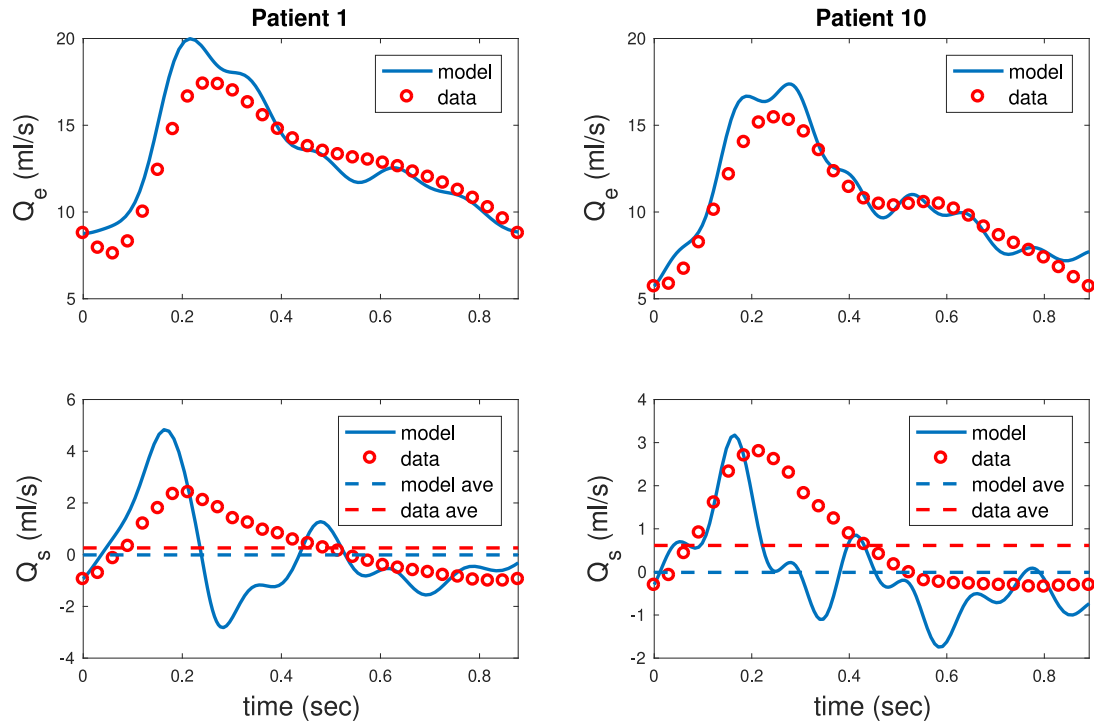 Patient 1
Q_e (ml/s)
20
15
10
5
0
0.2
0.4
0.6
0.8
model
data
Patient 10
Q_e (ml/s)
20
15
10
5
0
0.2
0.4
0.6
0.8
model
data
Q_s (ml/s)
6
4
2
0
-2
-4
0
0.2
0.4
0.6
0.8
time (sec)
model
data
model ave
data ave
Q_s (ml/s)
4
3
2
1
0
-1
-2
0
0.2
0.4
0.6
0.8
time (sec)
model
data
model ave
data ave